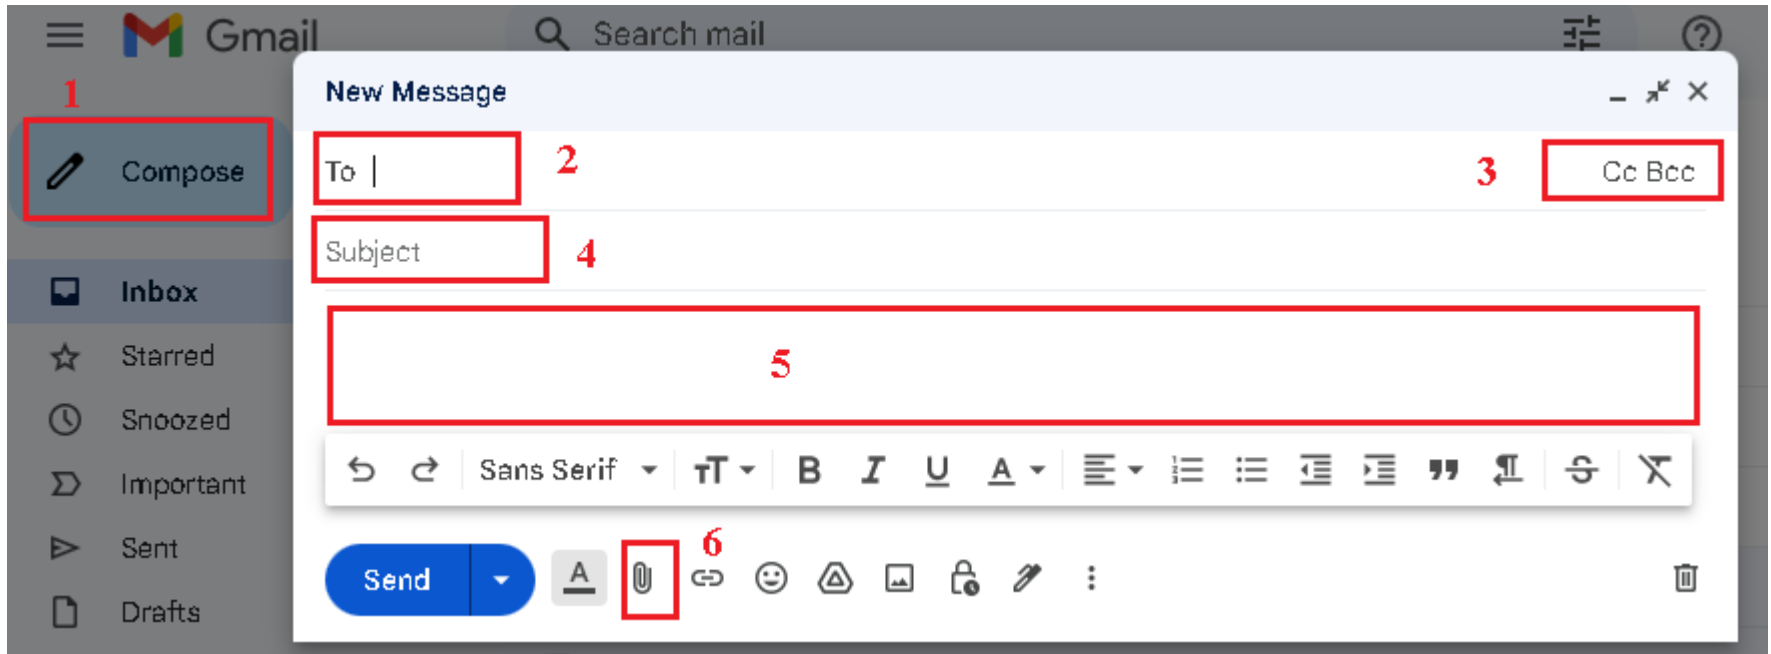 Gmail
Search mail
1
New Message
Compose
To
2
3
Cc Bcc
Subject
4
Inbox
5
Starred
Snoozed
Sans Serif
Important
6
Sent
Send
Drafts